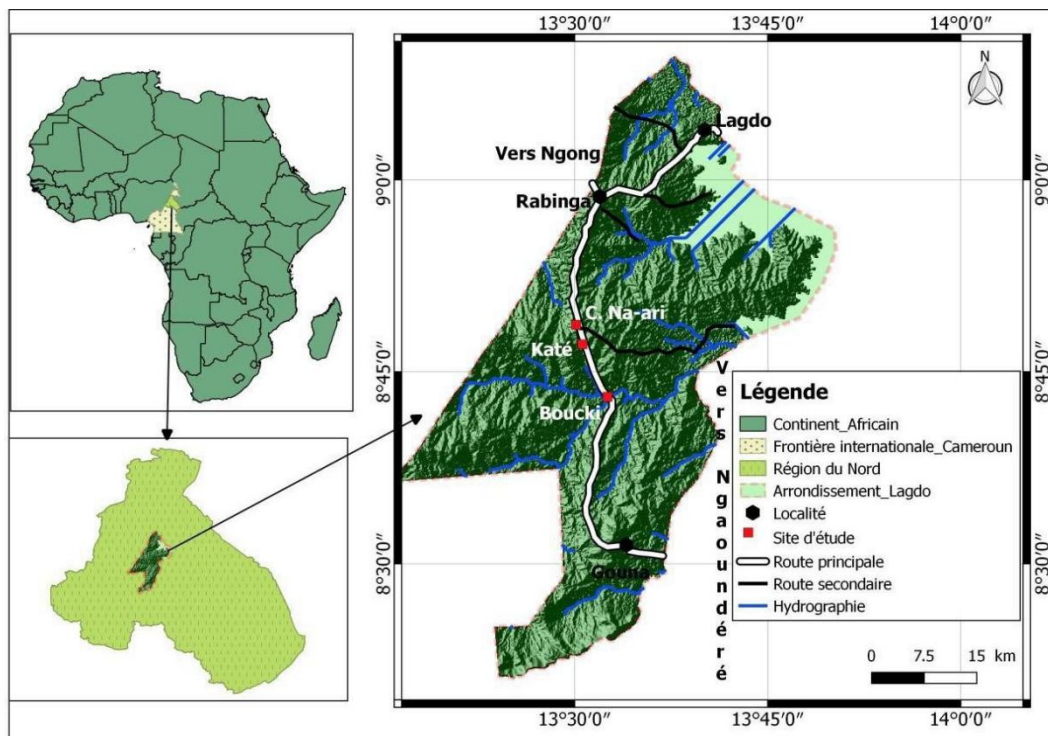 13°30′0″ 13°45′0″ 14°0′0″
N
Lagdo
Vers Ngong
9°0′0″ 9°0′0″
Rabinga
C. Na-ari
Katé
8°45′0″ 8°45′0″
Boucki
Vers Ngaoundéré
Gouna
8°30′0″ 8°30′0″
Légende
Continent_Africain
Frontière internationale_Cameroun
Région du Nord
Arrondissement_Lagdo
Localité
Site d'étude
Route principale
Route secondaire
Hydrographie
0 7.5 15 km
13°30′0″ 13°45′0″ 14°0′0″